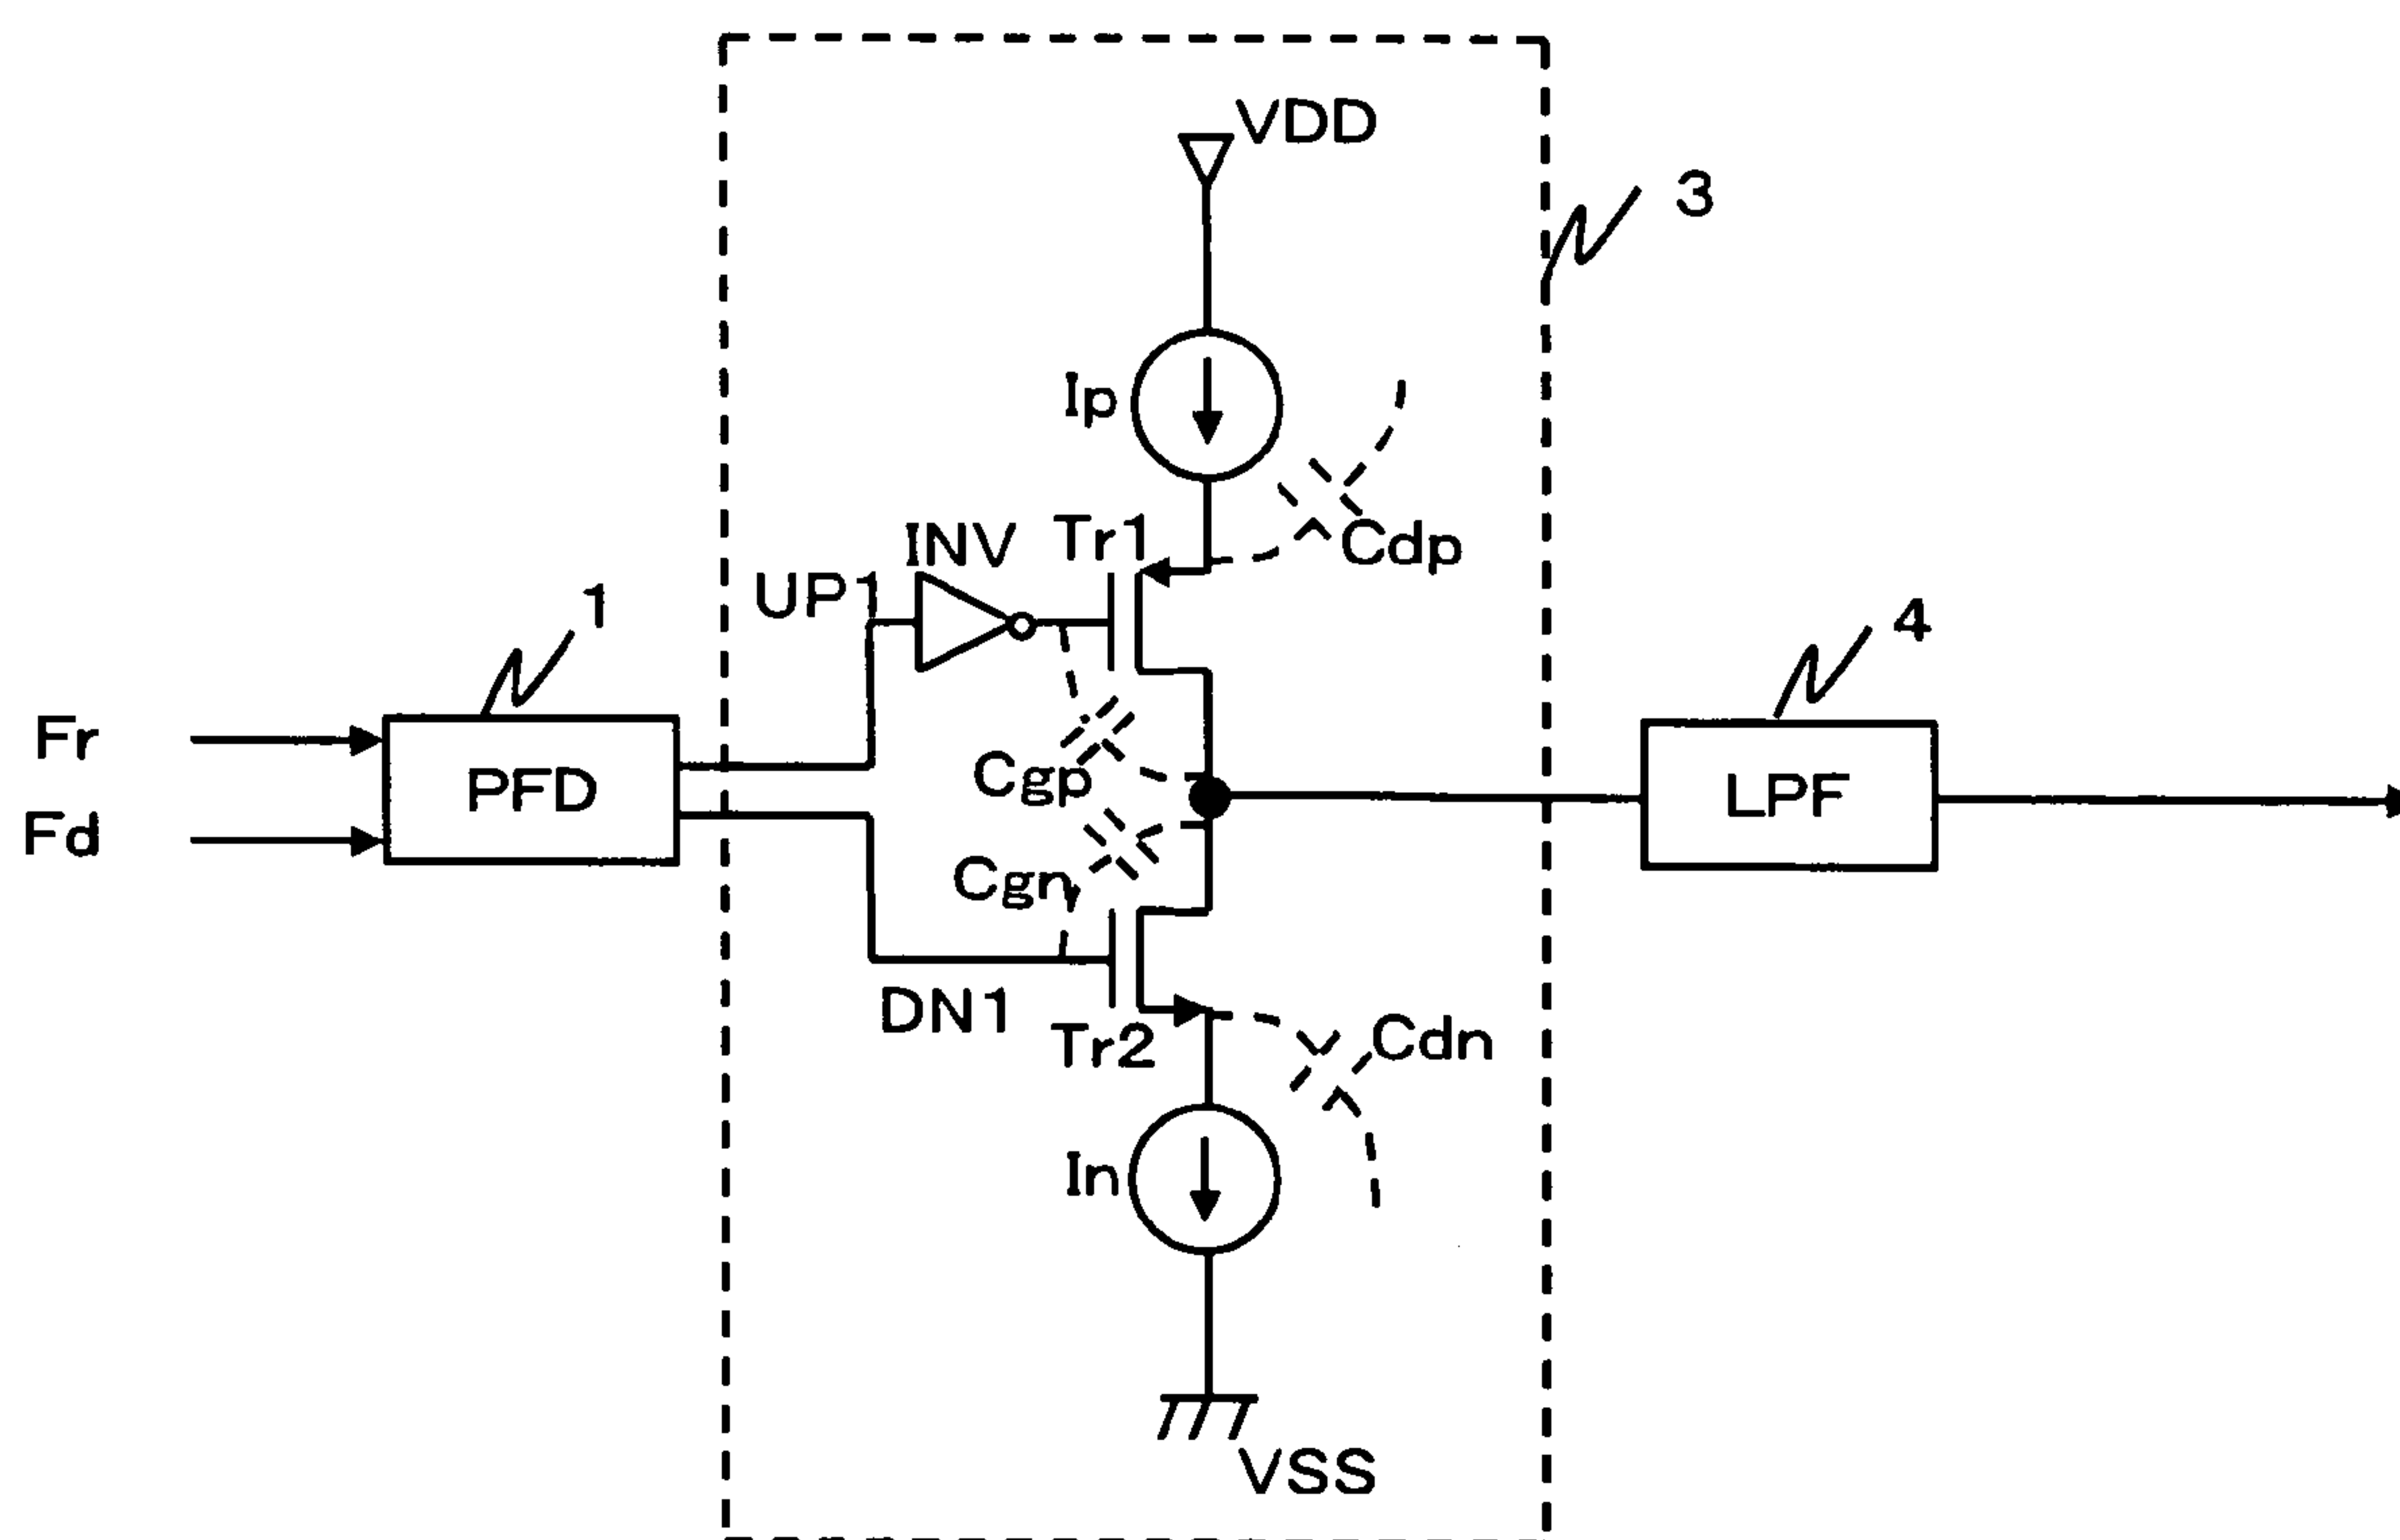 VDD
3
Ip
Cdp
INV
Tr1
UP1
1
4
Fr
PFD
Cgp
LPF
Fd
Cgn
DN1
Tr2
Cdn
In
VSS